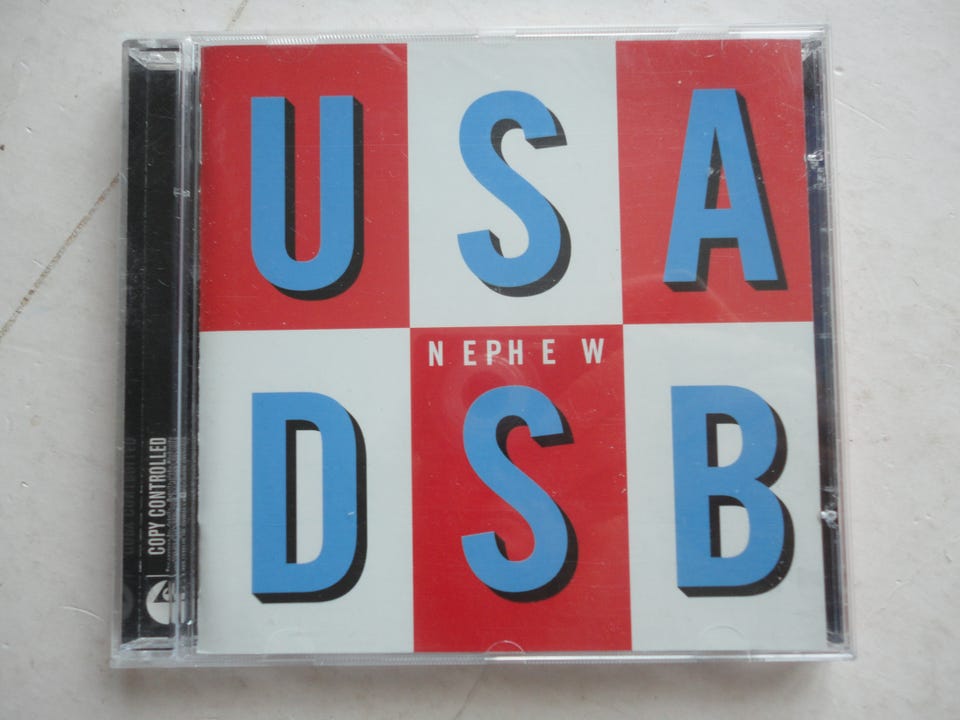 USA
NEPHEW
DSB
COPY CONTROLLED